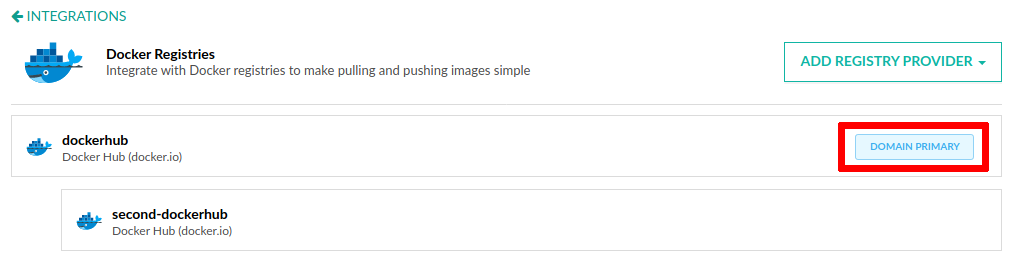 INTEGRATIONS
Docker Registries
Integrate with Docker registries to make pulling and pushing images simple
ADD REGISTRY PROVIDER
dockerhub
Docker Hub (docker.io)
DOMAIN PRIMARY
second-dockerhub
Docker Hub (docker.io)